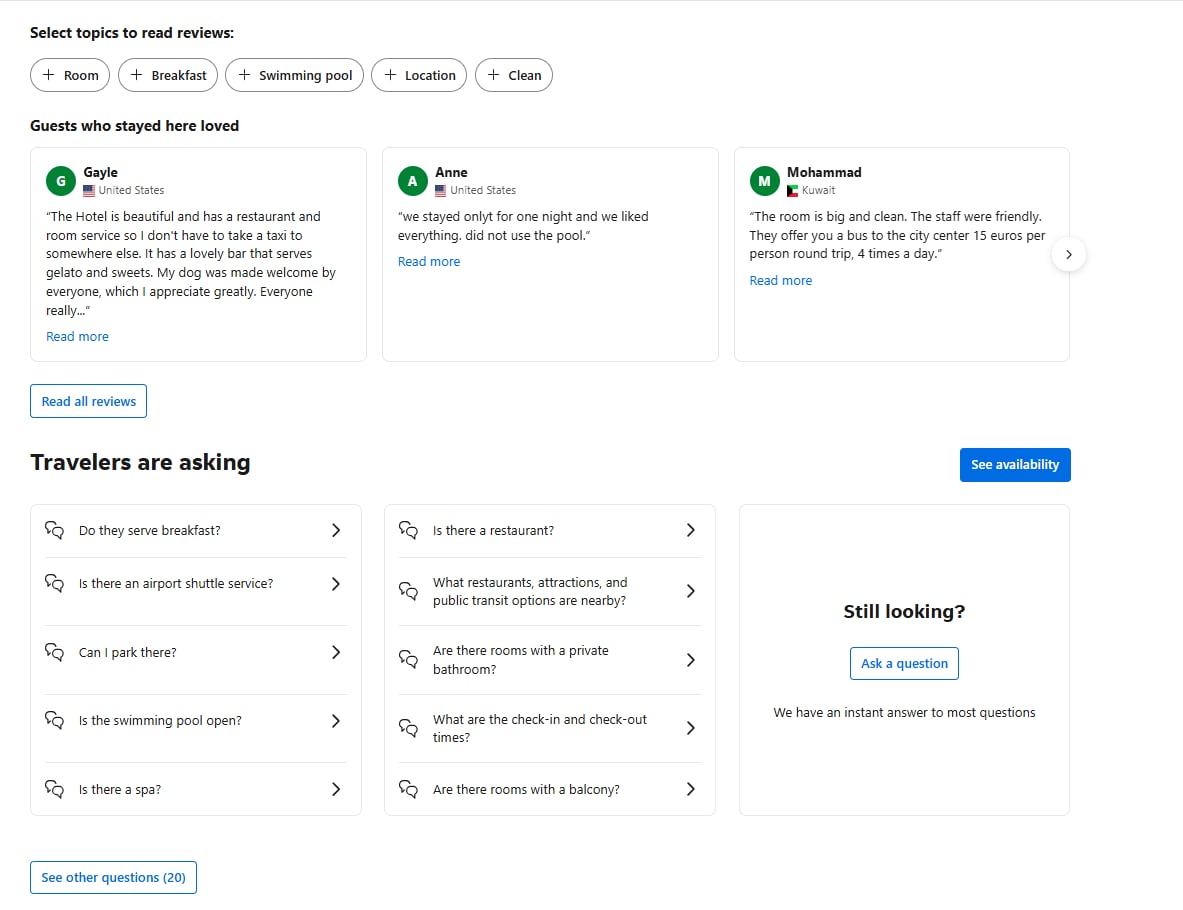 Select topics to read reviews:
+ Room
+ Breakfast
+ Swimming pool
+ Location
+ Clean
Guests who stayed here loved
G
Gayle
United States
“The Hotel is beautiful and has a restaurant and
room service so I don't have to take a taxi to
somewhere else. It has a lovely bar that serves
gelato and sweets. My dog was made welcome by
everyone, which I appreciate greatly. Everyone
really...”
Read more
A
Anne
United States
“we stayed onlyt for one night and we liked
everything. did not use the pool.”
Read more
M
Mohammad
Kuwait
“The room is big and clean. The staff were friendly.
They offer you a bus to the city center 15 euros per
person round trip, 4 times a day.”
Read more
Read all reviews
Travelers are asking
See availability
Do they serve breakfast?
Is there an airport shuttle service?
Can I park there?
Is the swimming pool open?
Is there a spa?
Is there a restaurant?
What restaurants, attractions, and
public transit options are nearby?
Are there rooms with a private
bathroom?
What are the check-in and check-out
times?
Are there rooms with a balcony?
Still looking?
Ask a question
We have an instant answer to most questions
See other questions (20)